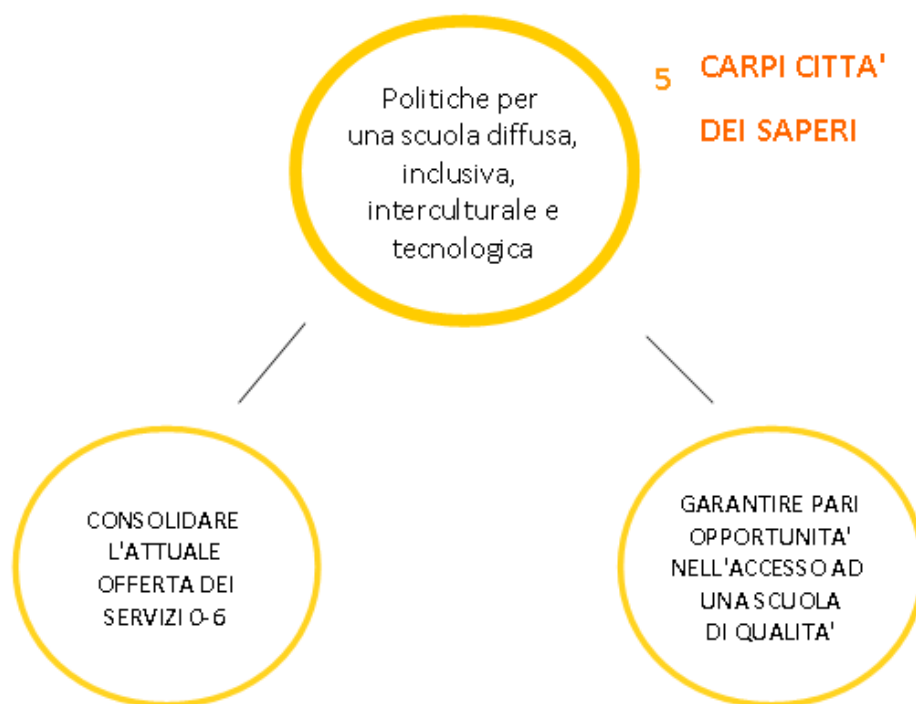 Politiche per
una scuola diffusa,
inclusiva,
interculturale e
tecnologica
5 CARPI CITTA'
DEI SAPERI
CONSOLIDARE
L'ATTUALE
OFFERTA DEI
SERVIZI 0-6
GARANTIRE PARI
OPPORTUNITA'
NELL'ACCESSO AD
UNA SCUOLA
DI QUALITA'